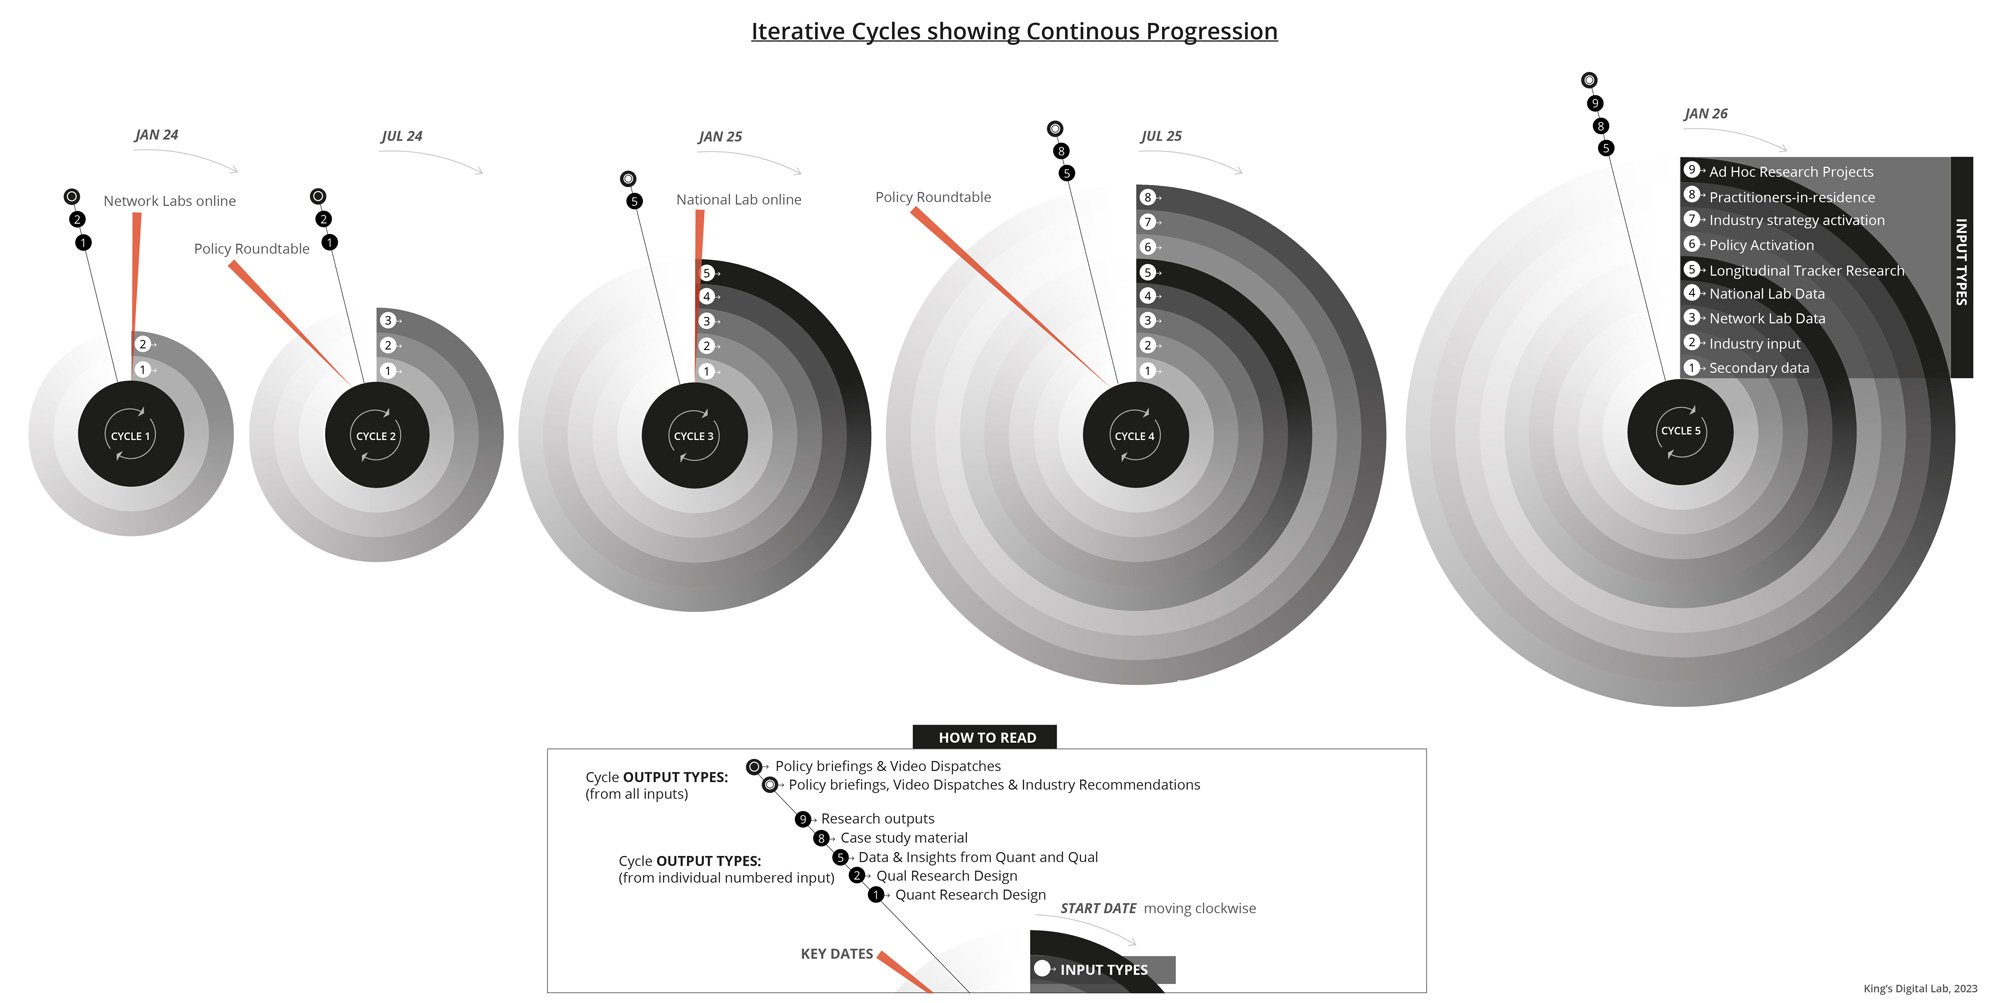 Iterative Cycles showing Continous Progression
JAN 24
Network Labs online
2
1
2
1
CYCLE 1
JUL 24
Policy Roundtable
2
1
3
2
1
CYCLE 2
JAN 25
National Lab online
5
5
4
3
2
1
CYCLE 3
JUL 25
Policy Roundtable
8
5
8
7
6
5
4
3
2
1
CYCLE 4
JAN 26
9
8
5
9 Ad Hoc Research Projects
8 Practitioners-in-residence
7 Industry strategy activation
6 Policy Activation
5 Longitudinal Tracker Research
4 National Lab Data
3 Network Lab Data
2 Industry input
1 Secondary data
INPUT TYPES
CYCLE 5
HOW TO READ
Cycle OUTPUT TYPES:
(from all inputs)
Policy briefings & Video Dispatches
Policy briefings, Video Dispatches & Industry Recommendations
Cycle OUTPUT TYPES:
(from individual numbered input)
9 Research outputs
8 Case study material
5 Data & Insights from Quant and Qual
2 Qual Research Design
1 Quant Research Design
START DATE moving clockwise
KEY DATES
INPUT TYPES
King's Digital Lab, 2023